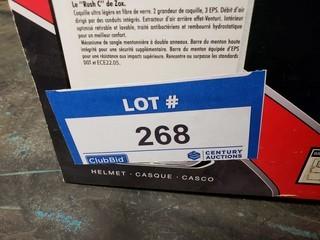 Le "Rush C" de Zox.
Coquille ultra légère en fibre de verre. 2 grandeur de coquille, 3 EPS. Débit d'air
dirigé par des conduits intégrés. Extracteur d'air arrière effet-Venturi. Intérieur
optimisé retirable et lavable, traité antibactéries et rembourré hydrostatique
pour un meilleur confort.
Mécanisme de sangle mentonnière à double anneaux. Barre du menton haute
intégrité pour une sécurité supplémentaire. Barre du menton équipée d'EPS
pour une résistance aux impacts supérieure. Rencontre ou surpasse les standards
DOT et ECE22.05.
LOT #
268
ClubBid
CENTURY
AUCTIONS
HELMET · CASQUE · CASCO